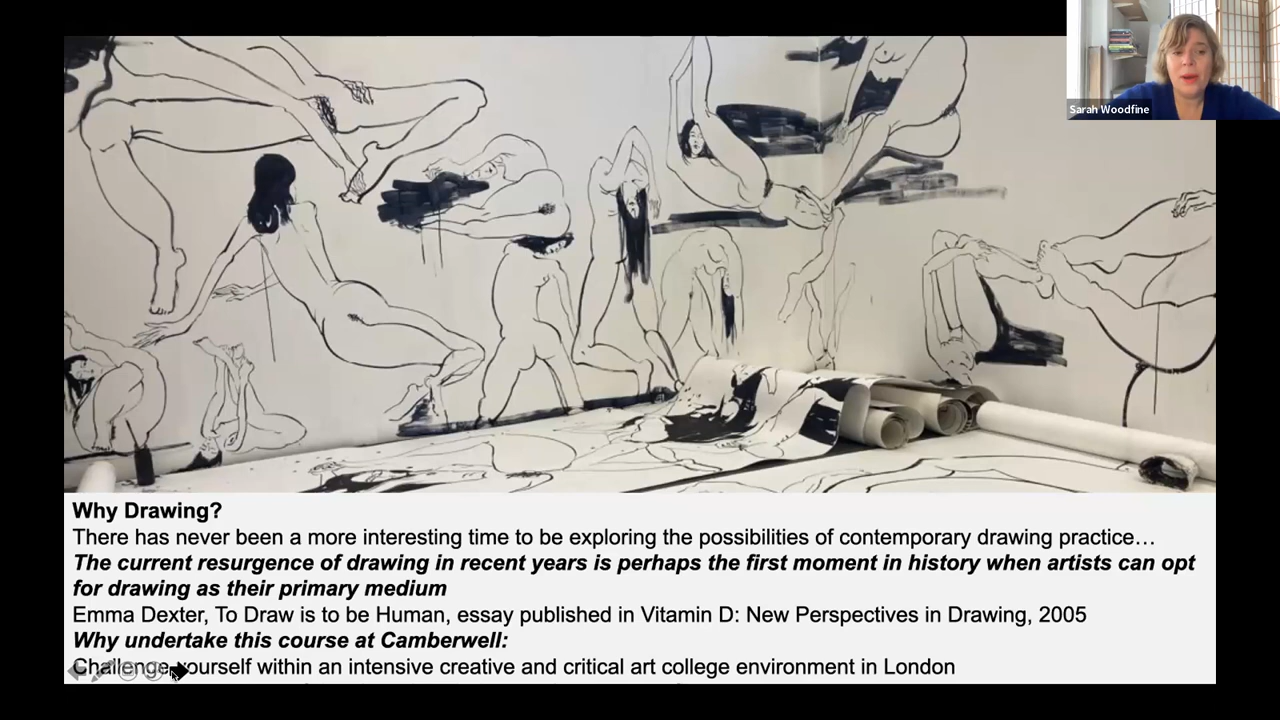 Sarah Woodfine
Why Drawing?
There has never been a more interesting time to be exploring the possibilities of contemporary drawing practice…
The current resurgence of drawing in recent years is perhaps the first moment in history when artists can opt
for drawing as their primary medium
Emma Dexter, To Draw is to be Human, essay published in Vitamin D: New Perspectives in Drawing, 2005
Why undertake this course at Camberwell:
Challenge yourself within an intensive creative and critical art college environment in London